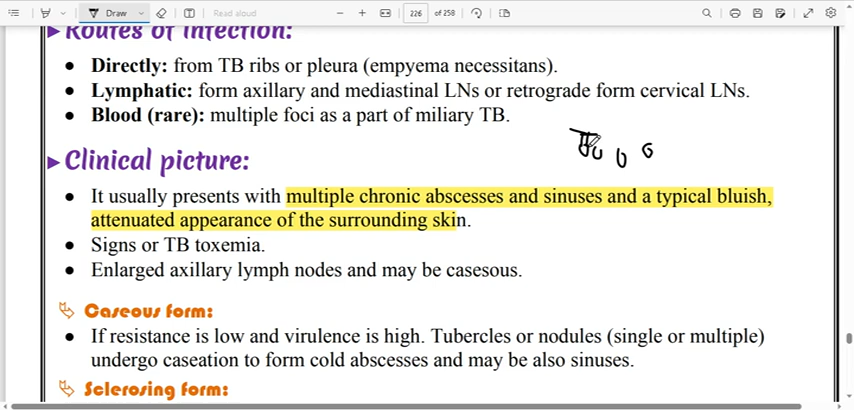 Draw
226 of 258
Read aloud
Routes of infection:
Directly: from TB ribs or pleura (empyema necessitans).
Lymphatic: form axillary and mediastinal LNs or retrograde form cervical LNs.
Blood (rare): multiple foci as a part of miliary TB.
Clinical picture:
It usually presents with multiple chronic abscesses and sinuses and a typical bluish,
attenuated appearance of the surrounding skin.
Signs or TB toxemia.
Enlarged axillary lymph nodes and may be casesous.
Caseous form:
If resistance is low and virulence is high. Tubercles or nodules (single or multiple)
undergo caseation to form cold abscesses and may be also sinuses.
Sclerosing form: